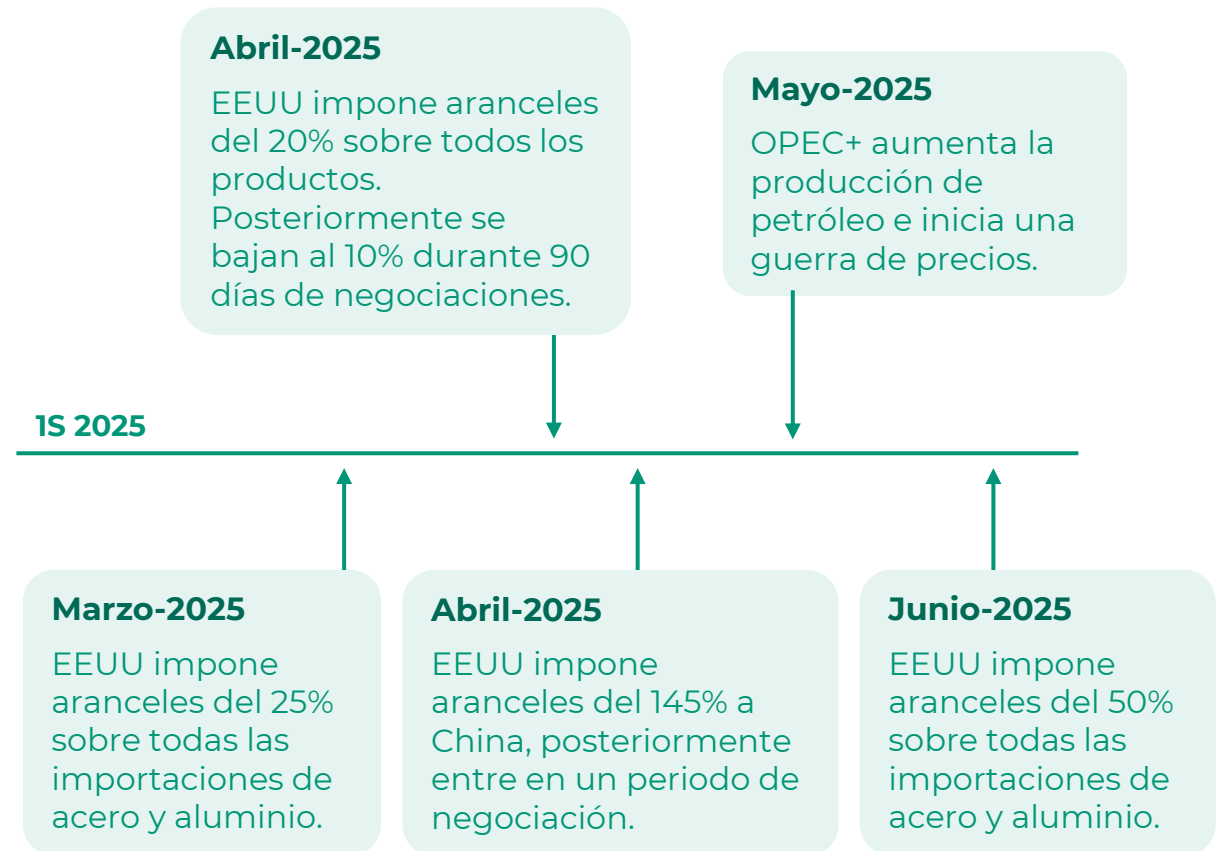 Abril-2025
EEUU impone aranceles
del 20% sobre todos los
productos.
Posteriormente se
bajan al 10% durante 90
días de negociaciones.
Mayo-2025
OPEC+ aumenta la
producción de
petróleo e inicia una
guerra de precios.
1S 2025
Marzo-2025
EEUU impone
aranceles del 25%
sobre todas las
importaciones de
acero y aluminio.
Abril-2025
EEUU impone
aranceles del 145% a
China, posteriormente
entre en un periodo de
negociación.
Junio-2025
EEUU impone
aranceles del 50%
sobre todas las
importaciones de
acero y aluminio.